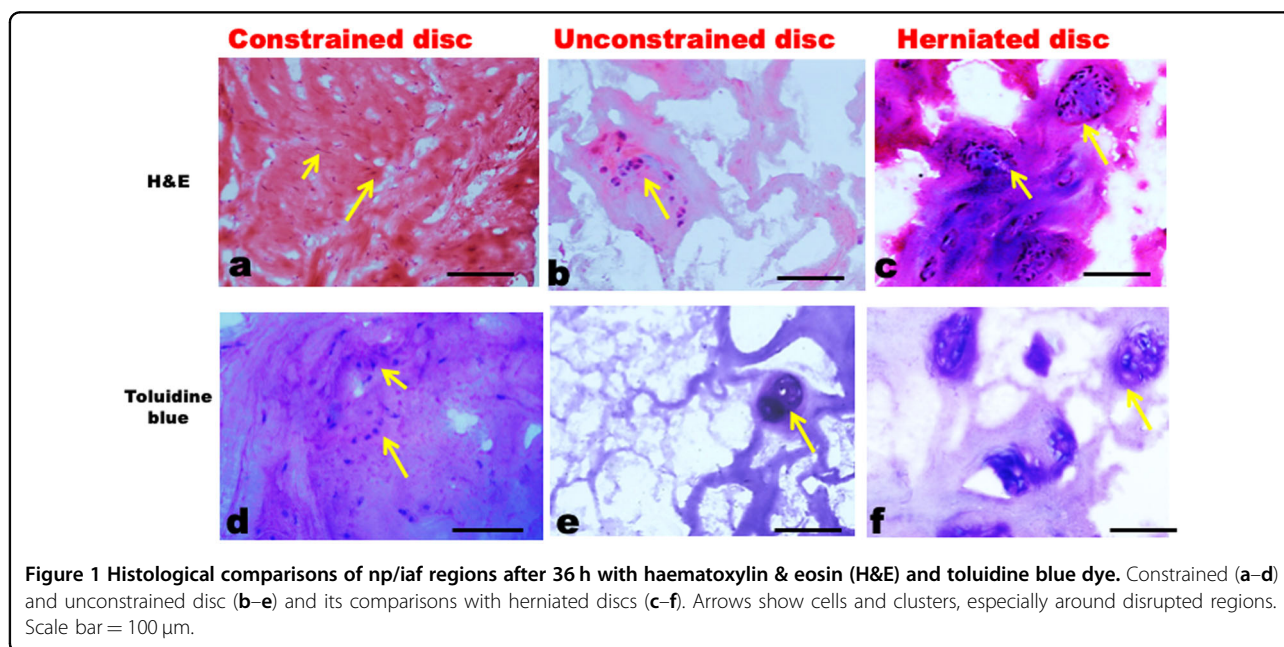 Constrained disc Unconstrained disc Herniated disc
H&E
a b c
Toluidine
blue
d e f
Figure 1 Histological comparisons of np/iaf regions after 36 h with haematoxylin & eosin (H&E) and toluidine blue dye. Constrained (a–d)
and unconstrained disc (b–e) and its comparisons with herniated discs (c–f). Arrows show cells and clusters, especially around disrupted regions.
Scale bar = 100 μm.